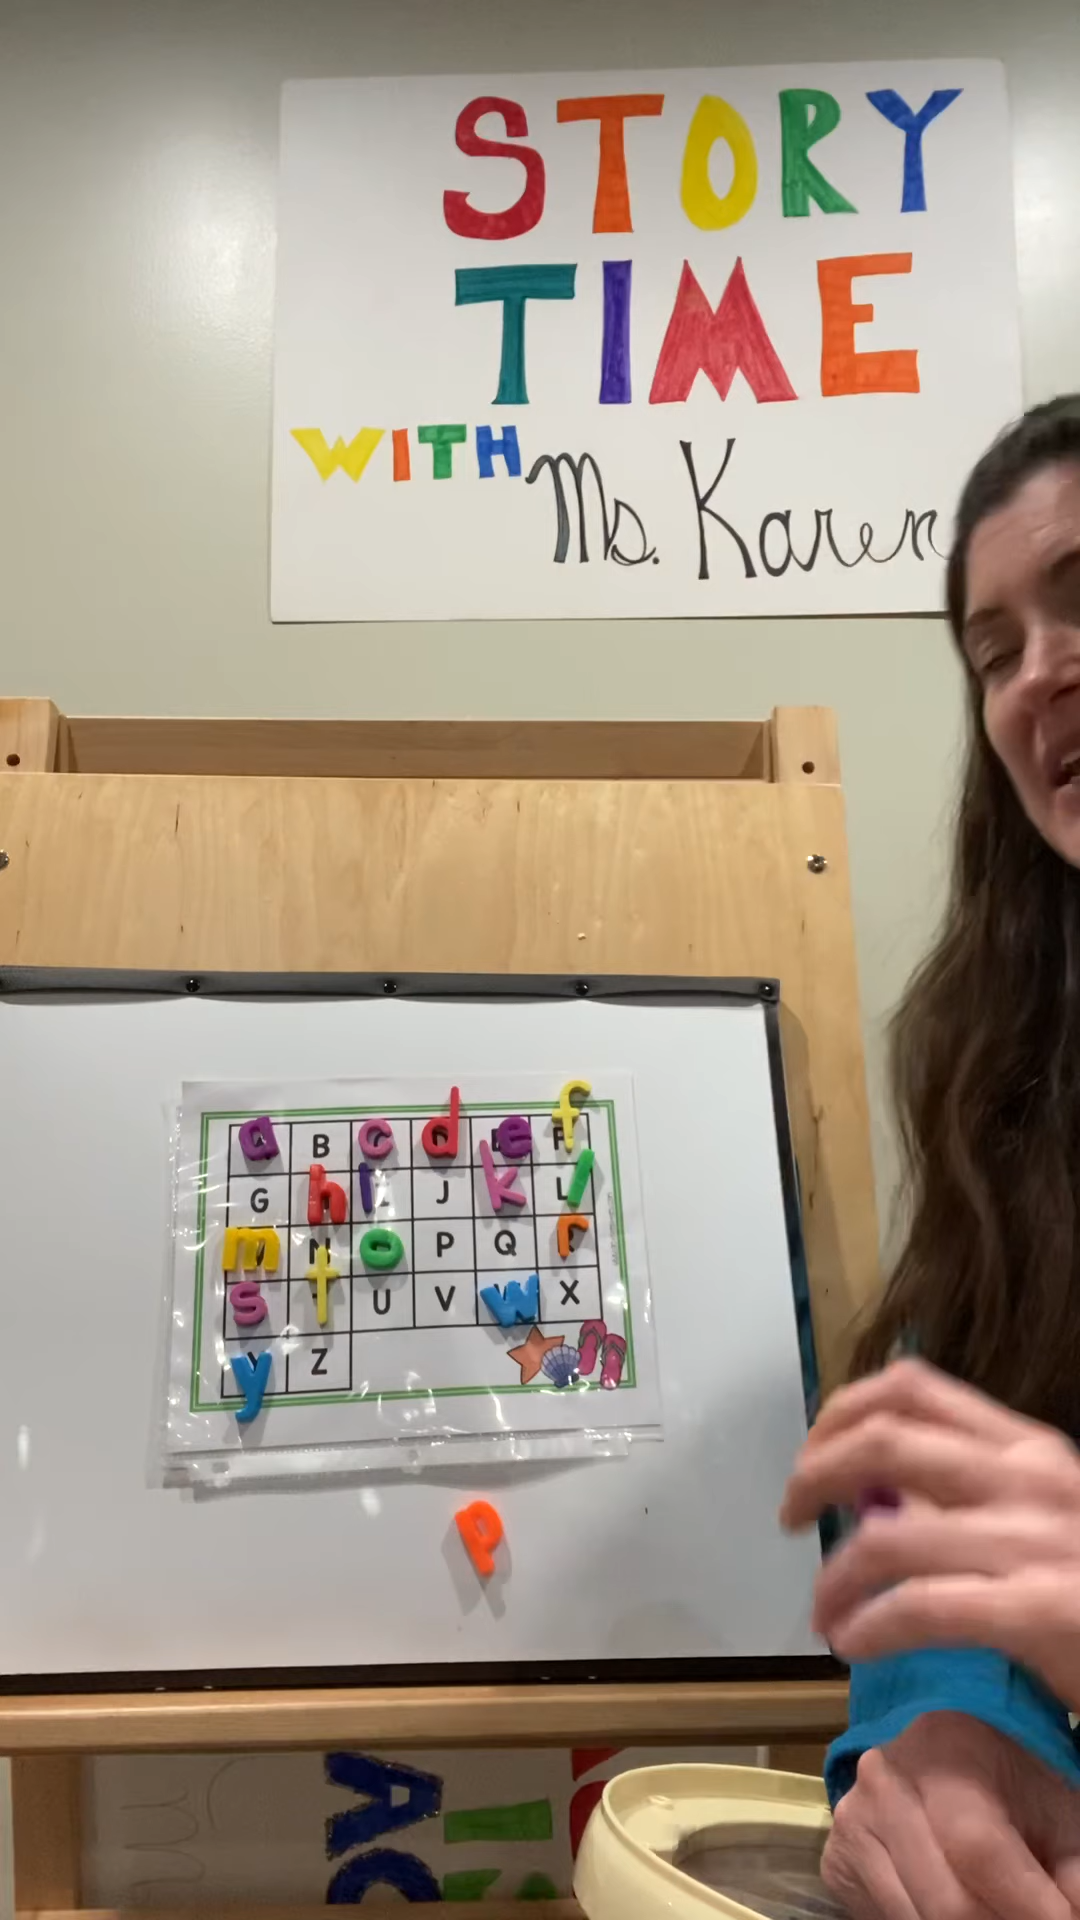 STORY
TIME
WITH Ms. Karen
a B c d e f
G h i J k L l
m N o P Q r
s t U V w X
y Z
p